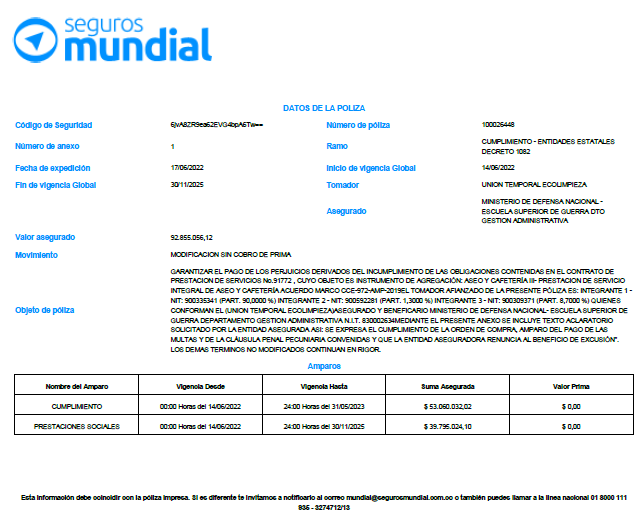 seguros
mundial
DATOS DE LA POLIZA
Código de Seguridad 6jvA8ZR9ea62EVG4bpA6Tw== Número de póliza 100026448
Número de anexo 1 Ramo CUMPLIMIENTO - ENTIDADES ESTATALES
DECRETO 1082
Fecha de expedición 17/06/2022 Inicio de vigencia Global 14/06/2022
Fin de vigencia Global 30/11/2025 Tomador UNION TEMPORAL ECOLIMPIEZA
Asegurado MINISTERIO DE DEFENSA NACIONAL -
ESCUELA SUPERIOR DE GUERRA DTO
GESTION ADMINISTRATIVA
Valor asegurado 92.855.056,12
Movimiento MODIFICACION SIN COBRO DE PRIMA
Objeto de póliza GARANTIZAR EL PAGO DE LOS PERJUICIOS DERIVADOS DEL INCUMPLIMIENTO DE LAS OBLIGACIONES CONTENIDAS EN EL CONTRATO DE
PRESTACION DE SERVICIOS No.91772 , CUYO OBJETO ES INSTRUMENTO DE AGREGACIÓN: ASEO Y CAFETERÍA III- PRESTACION DE SERVICIO
INTEGRAL DE ASEO Y CAFETERÍA ACUERDO MARCO CCE-972-AMP-2019EL TOMADOR AFIANZADO DE LA PRESENTE PÓLIZA ES: INTEGRANTE 1 -
NIT: 900335341 (PART. 90,0000 %) INTEGRANTE 2 - NIT: 900592281 (PART. 1,3000 %) INTEGRANTE 3 - NIT: 900309371 (PART. 8,7000 %) QUIENES
CONFORMAN EL (UNION TEMPORAL ECOLIMPIEZA)ASEGURADO Y BENEFICIARIO MINISTERIO DE DEFENSA NACIONAL- ESCUELA SUPERIOR DE
GUERRA DEPARTAMENTO GESTION ADMINISTRATIVA N.I.T. 830002634MEDIANTE EL PRESENTE ANEXO SE INCLUYE TEXTO ACLARATORIO
SOLICITADO POR LA ENTIDAD ASEGURADA ASI: SE EXPRESA EL CUMPLIMIENTO DE LA ORDEN DE COMPRA, AMPARO DEL PAGO DE LAS
MULTAS Y DE LA CLÁUSULA PENAL PECUNIARIA CONVENIDAS Y QUE LA ENTIDAD ASEGURADORA RENUNCIA AL BENEFICIO DE EXCUSIÓN".
LOS DEMAS TERMINOS NO MODIFICADOS CONTINUAN EN RIGOR.
Amparos
Nombre del Amparo Vigencia Desde Vigencia Hasta Suma Asegurada Valor Prima
CUMPLIMIENTO 00:00 Horas del 14/06/2022 24:00 Horas del 31/05/2023 $ 53.060.032,02 $ 0,00
PRESTACIONES SOCIALES 00:00 Horas del 14/06/2022 24:00 Horas del 30/11/2025 $ 39.795.024,10 $ 0,00
Esta información debe coincidir con la póliza impresa. Si es diferente te invitamos a notificarlo al correo mundial@segurosmundial.com.co o también puedes llamar a la línea nacional 01 8000 111
935 - 3274712/13